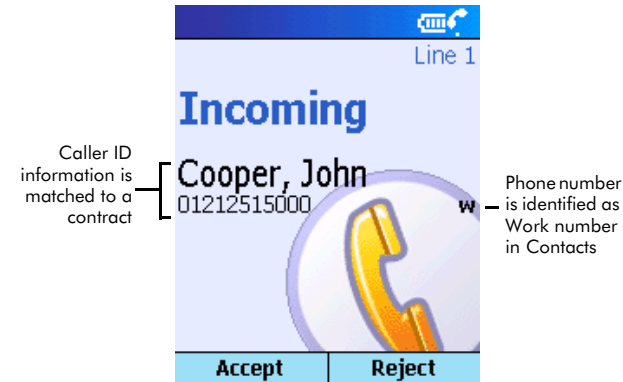 Line 1
Incoming
Caller ID
information is
matched to a
contract
Cooper, John
01212515000
w
Phone number
is identified as
Work number
in Contacts
Accept
Reject